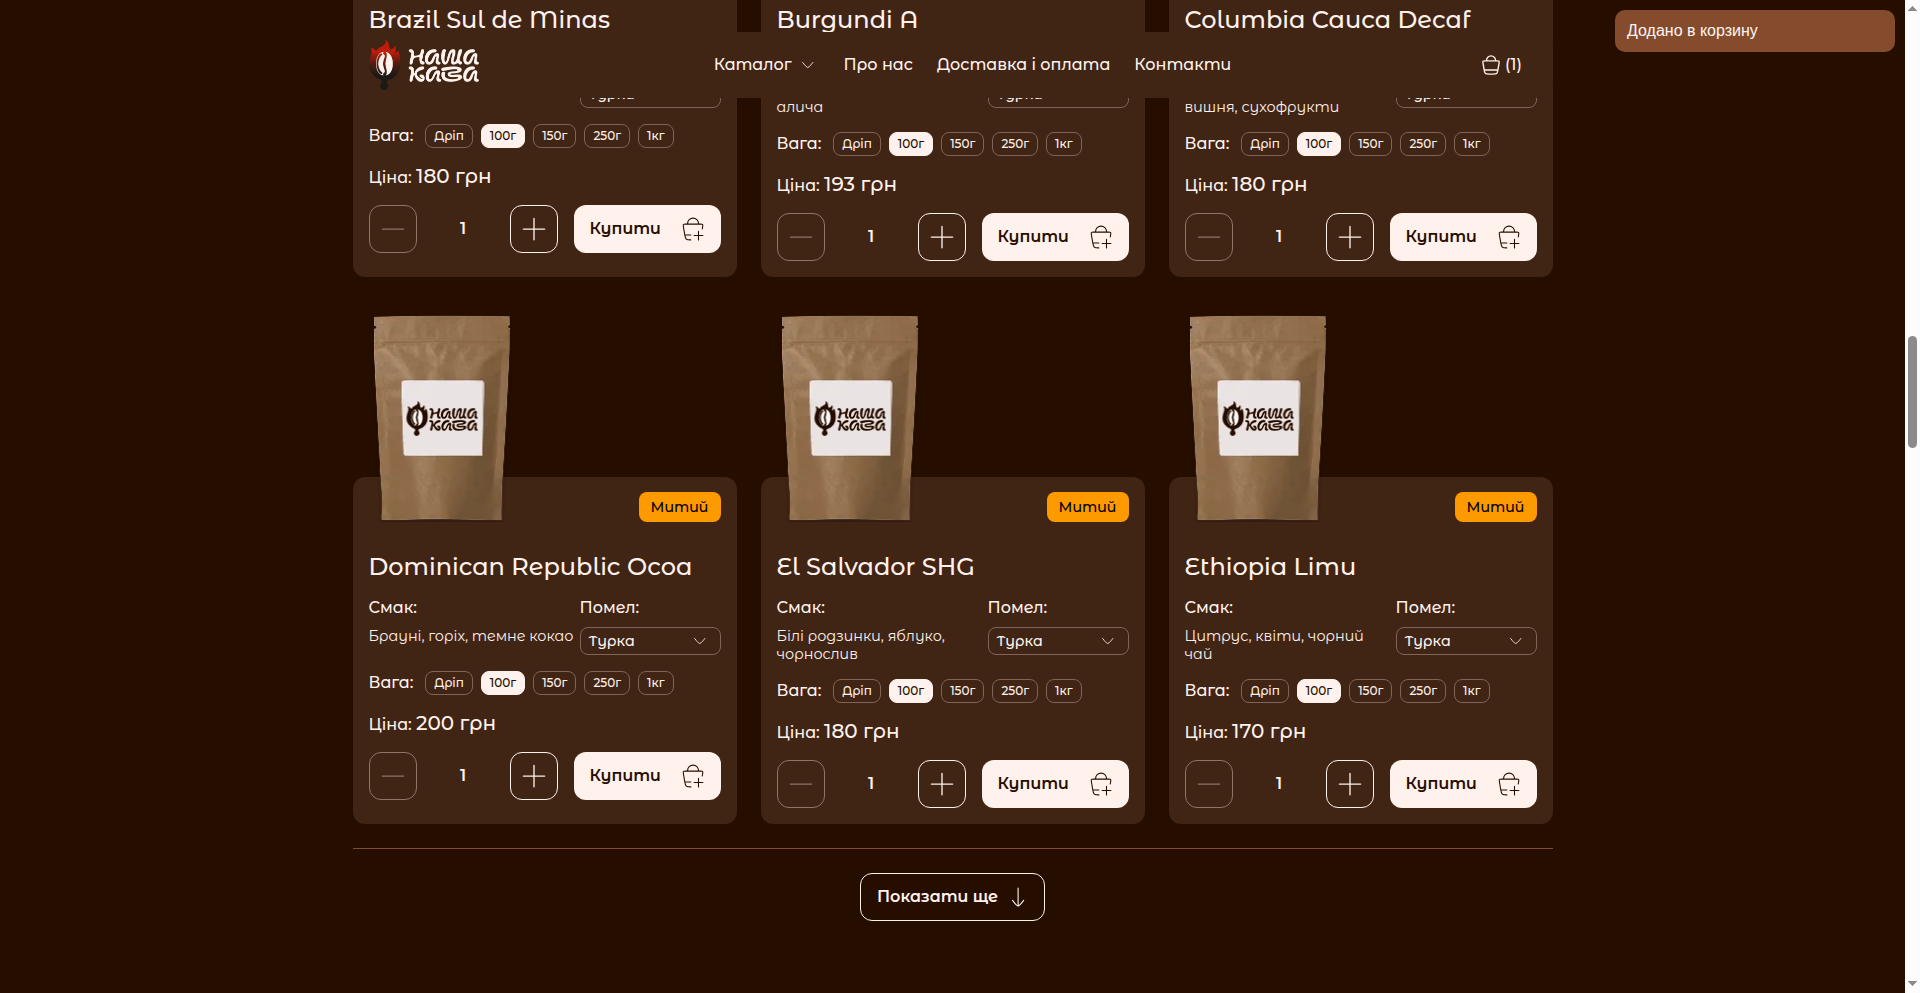 Brazil Sul de Minas
Burgundi A
Columbia Cauca Decaf
Додано в корзину
наша
кава
Каталог
Про нас
Доставка і оплата
Контакти
(1)
алича
вишня, сухофрукти
Вага: Дріп 100г 150г 250г 1кг
Вага: Дріп 100г 150г 250г 1кг
Вага: Дріп 100г 150г 250г 1кг
Ціна: 180 грн
Ціна: 193 грн
Ціна: 180 грн
1 Купити
1 Купити
1 Купити
наша
кава
наша
кава
наша
кава
Митий
Митий
Митий
Dominican Republic Ocoa
El Salvador SHG
Ethiopia Limu
Смак: Помел:
Брауні, горіх, темне какао Турка
Вага: Дріп 100г 150г 250г 1кг
Ціна: 200 грн
1 Купити
Смак: Помел:
Білі родзинки, яблуко, Турка
чорнослив
Вага: Дріп 100г 150г 250г 1кг
Ціна: 180 грн
1 Купити
Смак: Помел:
Цитрус, квіти, чорний Турка
чай
Вага: Дріп 100г 150г 250г 1кг
Ціна: 170 грн
1 Купити
Показати ще